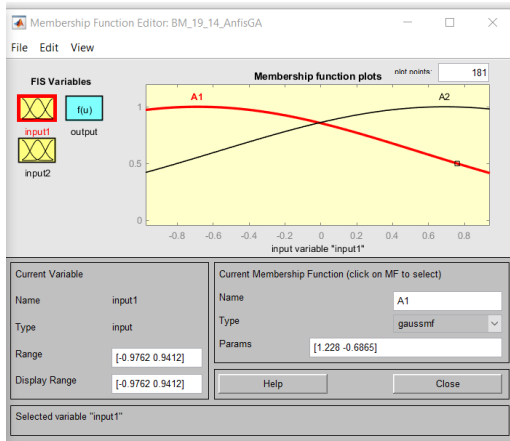 Membership Function Editor: BM_19_14_AnfisGA
File Edit View
FIS Variables
f(u)
input1
output
input2
Membership function plots
plot points:
181
A1
A2
1
0.5
0
-0.8 -0.6 -0.4 -0.2 0 0.2 0.4 0.6 0.8
input variable "input1"
Current Variable
Name input1
Type input
Range [-0.9762 0.9412]
Display Range [-0.9762 0.9412]
Current Membership Function (click on MF to select)
Name A1
Type gaussmf
Params [1.228 -0.6865]
Help
Close
Selected variable "input1"